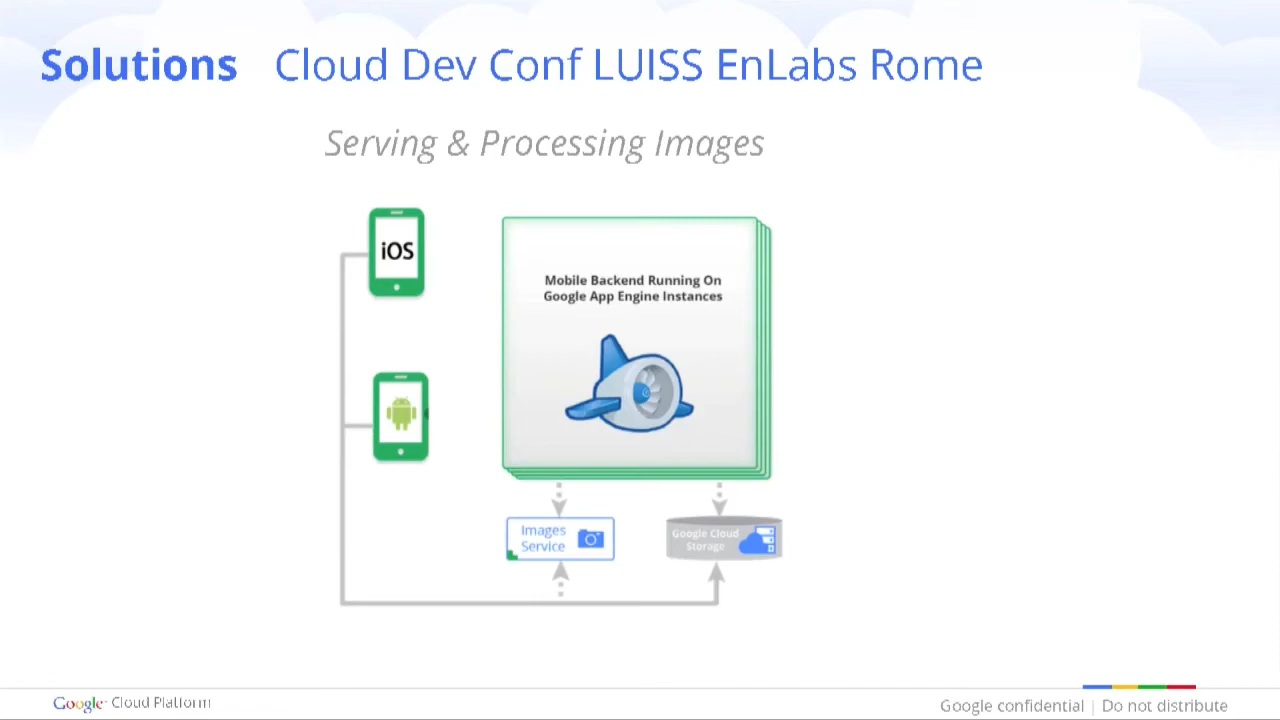 Solutions Cloud Dev Conf LUISS EnLabs Rome
Serving & Processing Images
iOS
Mobile Backend Running On
Google App Engine Instances
Images
Service
Google Cloud
Storage
Google Cloud Platform
Google confidential | Do not distribute